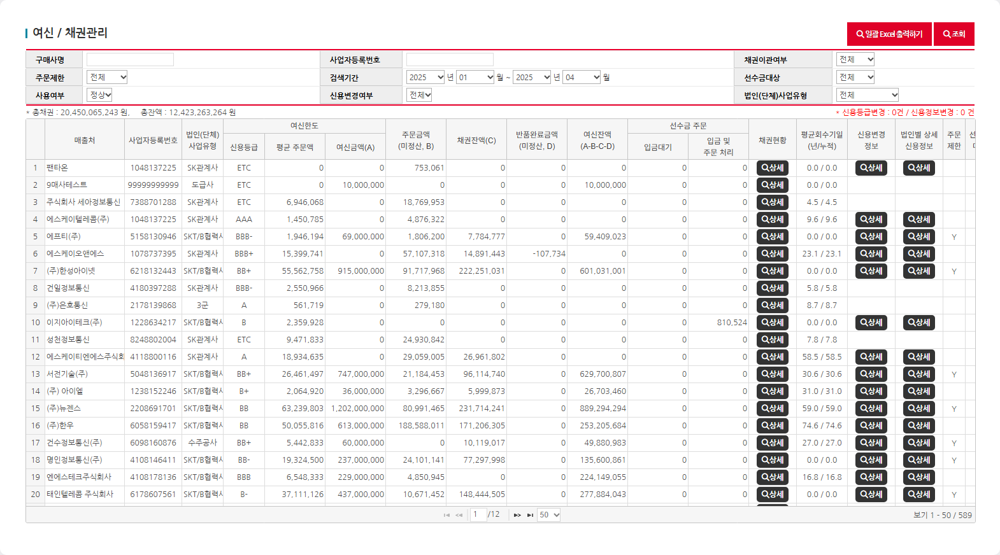 여신 / 채권관리
일괄 Excel 출력하기 조회
구매사명 사업자등록번호 채권이관여부 전체
주문제한 전체 검색기간 2025 년 01 월 ~ 2025 년 04 월 선수금대상 전체
사용여부 정상 신용변경여부 전체 법인(단체)사업유형 전체
* 총채권 : 20,450,065,243 원, 총잔액 : 12,423,263,264 원 * 신용등급변경 : 0건 / 신용정보변경 : 0 건
매출처 사업자등록번호 법인(단체) 사업유형 여신한도 주문금액 (미정산, B) 채권잔액(C) 반품완료금액 (미정산, D) 여신잔액 (A-B-C-D) 선수금 주문 채권현황 평균회수기일 (년/누적) 신용변경 정보 법인별 상세 신용정보 주문 제한
신용등급 평균 주문액 여신금액(A) 입금대기 입금 및 주문 처리
1 팬타온 1048137225 SK관계사 ETC 0 0 753,061 0 0 0 0 0 상세 0.0 / 0.0 상세 상세
2 9매사테스트 99999999999 도급사 ETC 0 10,000,000 0 0 0 10,000,000 0 0 상세 0.0 / 0.0
3 주식회사 세아정보통신 7388701288 SK관계사 ETC 6,946,068 0 18,769,953 0 0 0 0 0 상세 4.5 / 4.5
4 에스케이텔레콤(주) 1048137225 SK관계사 AAA 1,450,785 0 4,876,322 0 0 0 0 0 상세 9.6 / 9.6 상세 상세
5 에프티(주) 5158130946 SKT/B협력사 BBB- 1,946,194 69,000,000 1,806,200 7,784,777 0 59,409,023 0 0 상세 0.0 / 0.0 상세 상세 Y
6 에스케이오앤에스 1078737395 SK관계사 BBB+ 15,399,741 0 57,107,318 14,891,443 -107,734 0 0 0 상세 23.1 / 23.1 상세 상세
7 (주)한성아이넷 6218132443 SKT/B협력사 BB+ 55,562,758 915,000,000 91,717,968 222,251,031 0 601,031,001 0 0 상세 0.0 / 0.0 상세 상세 Y
8 건일정보통신 4180397288 SK관계사 BBB- 2,550,966 0 8,213,855 0 0 0 0 0 상세 5.8 / 5.8
9 (주)은호통신 2178139868 3군 A 561,719 0 279,180 0 0 0 0 0 상세 8.7 / 8.7
10 이지아이테크(주) 1228634217 SKT/B협력사 B 2,359,928 0 0 0 0 0 0 810,524 상세 0.0 / 0.0 상세 상세
11 성천정보통신 8248802004 SK관계사 ETC 9,471,833 0 24,930,842 0 0 0 0 0 상세 7.8 / 7.8
12 에스케이티엔에스주식회 4118800116 SK관계사 A 18,934,635 0 29,059,005 26,961,802 0 0 0 0 상세 58.5 / 58.5 상세 상세
13 서전기술(주) 5048136917 SKT/B협력사 BB+ 26,461,497 747,000,000 21,184,453 96,114,740 0 629,700,807 0 0 상세 30.6 / 30.6 상세 상세 Y
14 (주) 아이엘 1238152246 SKT/B협력사 B+ 2,064,920 36,000,000 3,296,667 5,999,873 0 26,703,460 0 0 상세 31.0 / 31.0 상세 상세
15 (주)뉴젠스 2208691701 SKT/B협력사 BB 63,239,803 1,202,000,000 80,991,465 231,714,241 0 889,294,294 0 0 상세 59.0 / 59.0 상세 상세 Y
16 (주)한우 6058159417 SKT/B협력사 BB 50,055,816 613,000,000 188,588,011 171,206,305 0 253,205,684 0 0 상세 74.6 / 74.6 상세 상세
17 건수정보통신(주) 6098160876 수주공사 BB+ 5,442,833 60,000,000 0 10,119,017 0 49,880,983 0 0 상세 27.0 / 27.0 상세 상세 Y
18 명인정보통신(주) 4108146411 SKT/B협력사 BB- 19,324,500 237,000,000 24,101,141 77,297,998 0 135,600,861 0 0 상세 0.0 / 0.0 상세 상세 Y
19 엔에스테크주식회사 4108178136 SKT/B협력사 BBB 6,548,333 229,000,000 4,850,945 0 0 224,149,055 0 0 상세 16.8 / 16.8 상세 상세
20 태인텔레콤 주식회사 6178607561 SKT/B협력사 B- 37,111,126 437,000,000 10,671,452 148,444,505 0 277,884,043 0 0 상세 0.0 / 0.0 상세 상세 Y
1 /12 50 보기 1 - 50 / 589